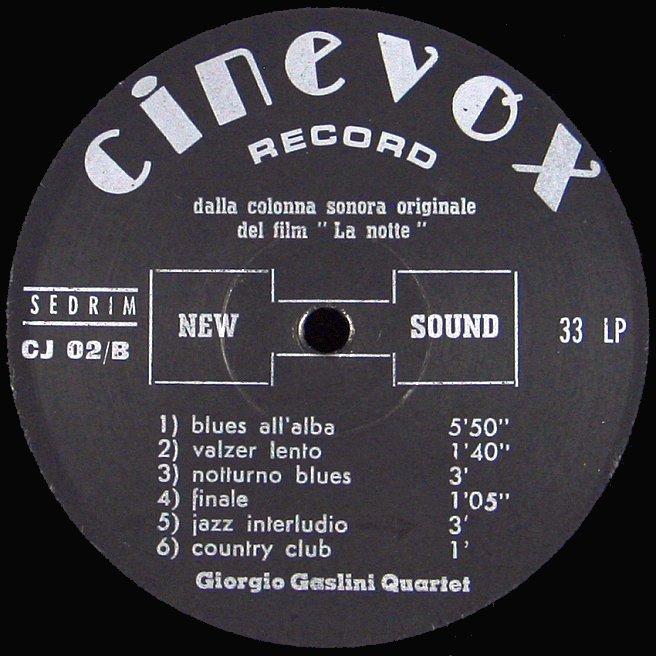 cinevox
RECORD
dalla colonna sonora originale
del film " La notte "
SEDRIM
CJ 02/B
NEW SOUND
33 LP
1) blues all'alba 5'50"
2) valzer lento 1'40"
3) notturno blues 3'
4) finale 1'05"
5) jazz interludio 3'
6) country club 1'
Giorgio Gaslini Quartet